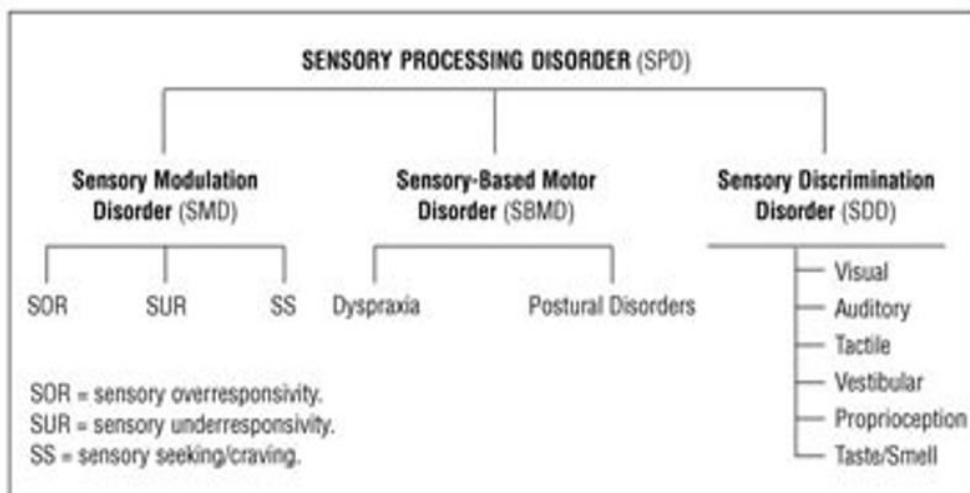 SENSORY PROCESSING DISORDER (SPD)
Sensory Modulation
Disorder (SMD)
SOR
SUR
SS
Sensory-Based Motor
Disorder (SBMD)
Dyspraxia
Postural Disorders
Sensory Discrimination
Disorder (SDD)
Visual
Auditory
Tactile
Vestibular
Proprioception
Taste/Smell
SOR = sensory overresponsivity.
SUR = sensory underresponsivity.
SS = sensory seeking/craving.